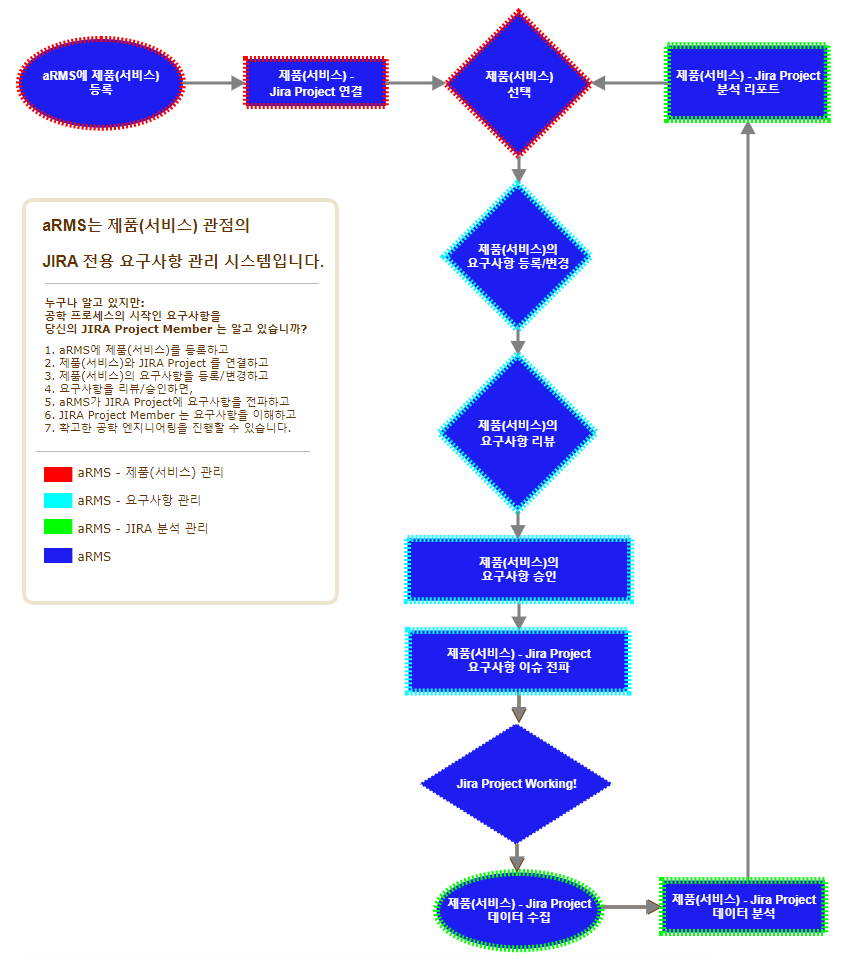 aRMS에 제품(서비스)
등록
제품(서비스) -
Jira Project 연결
제품(서비스)
선택
제품(서비스) - Jira Project
분석 리포트
aRMS는 제품(서비스) 관점의
JIRA 전용 요구사항 관리 시스템입니다.
누구나 알고 있지만:
공학 프로세스의 시작인 요구사항을
당신의 JIRA Project Member 는 알고 있습니까?
1. aRMS에 제품(서비스)를 등록하고
2. 제품(서비스)와 JIRA Project 를 연결하고
3. 제품(서비스)의 요구사항을 등록/변경하고
4. 요구사항을 리뷰/승인하면,
5. aRMS가 JIRA Project에 요구사항을 전파하고
6. JIRA Project Member 는 요구사항을 이해하고
7. 확고한 공학 엔지니어링을 진행할 수 있습니다.
aRMS - 제품(서비스) 관리
aRMS - 요구사항 관리
aRMS - JIRA 분석 관리
aRMS
제품(서비스)의
요구사항 등록/변경
제품(서비스)의
요구사항 리뷰
제품(서비스)의
요구사항 승인
제품(서비스) - Jira Project
요구사항 이슈 전파
Jira Project Working!
제품(서비스) - Jira Project
데이터 수집
제품(서비스) - Jira Project
데이터 분석